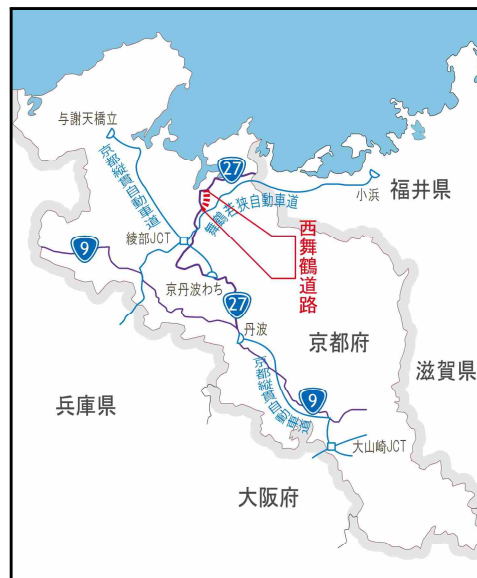 与謝天橋立
京都縦貫自動車道
27
舞鶴若狭自動車道
小浜
福井県
9
綾部JCT
西舞鶴道路
京丹波わち
27
丹波
京都府
滋賀県
兵庫県
京都縦貫自動車道
9
大山崎JCT
大阪府